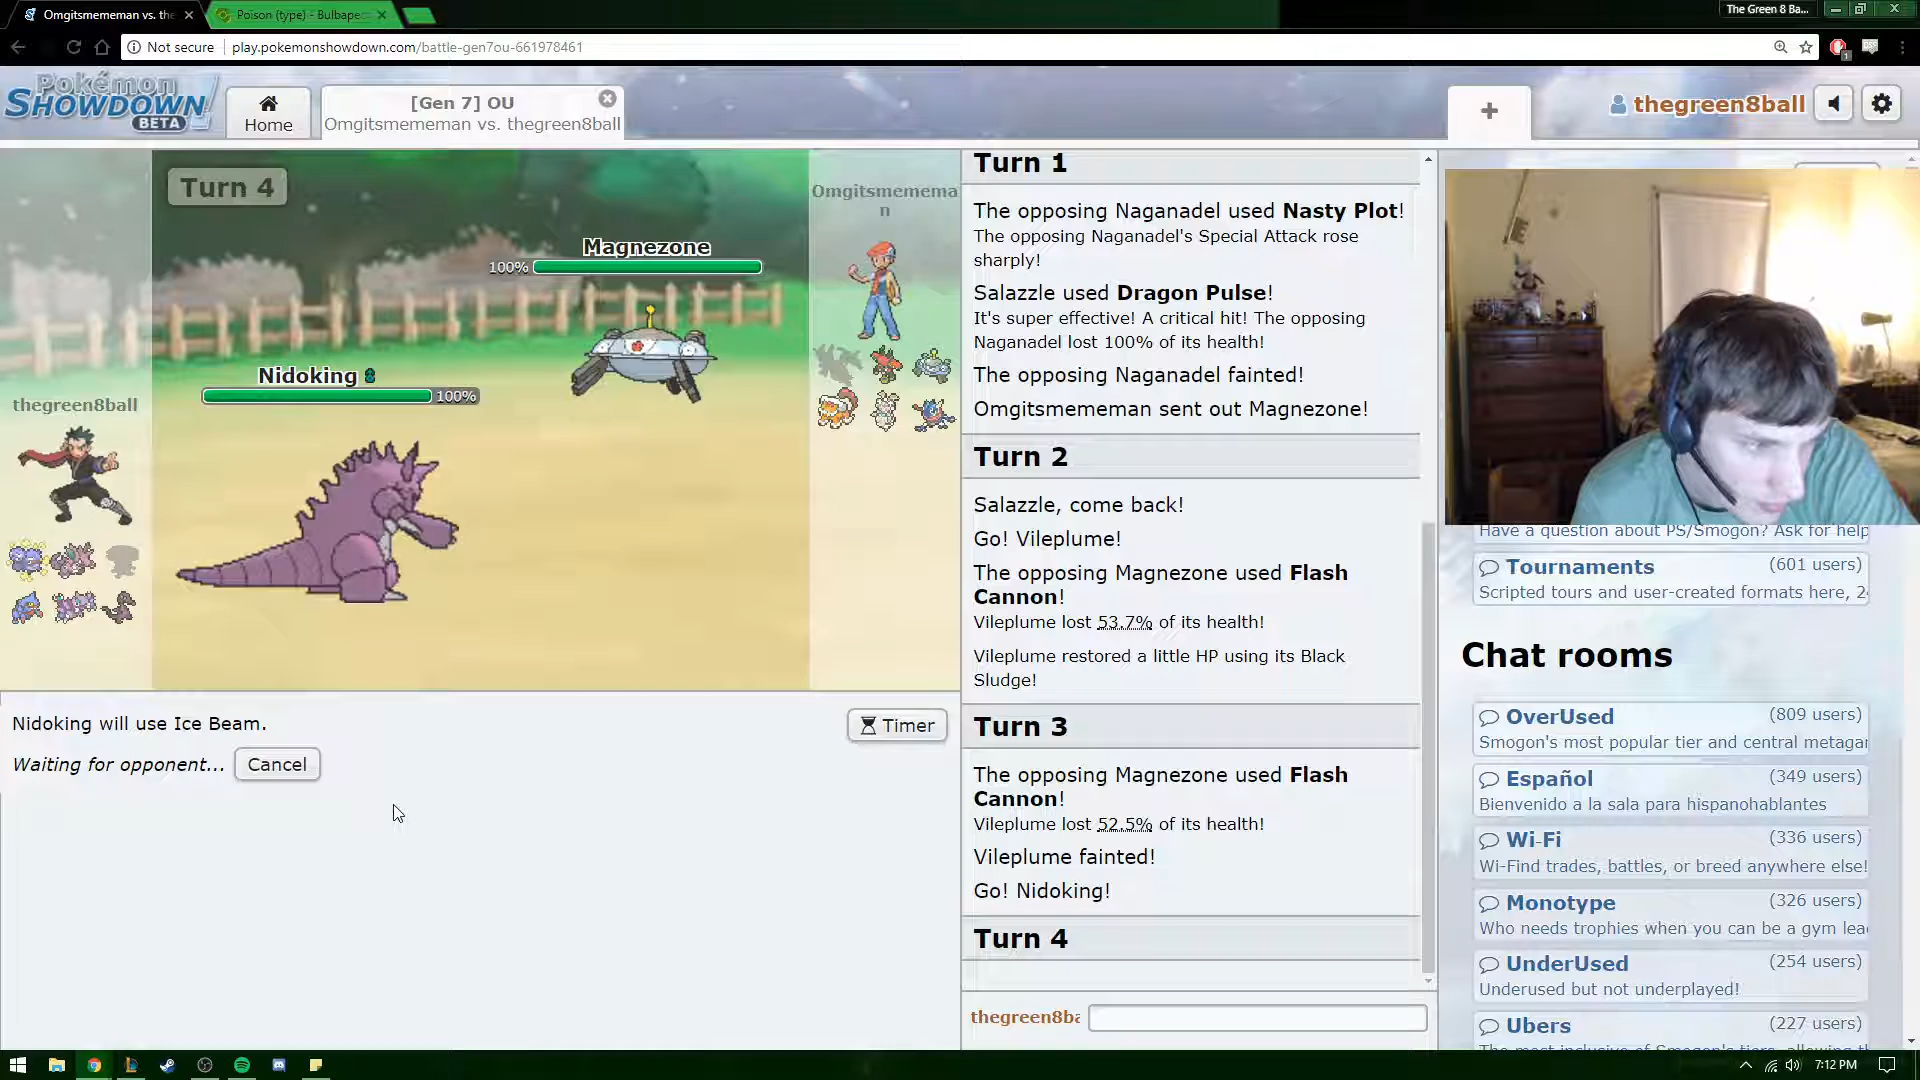 Omgitsmememan vs. the
Poison (type) - Bulbape
The Green 8 Ba...
Not secure
play.pokemonshowdown.com/battle-gen7ou-661978461
Pokémon
SHOWDOWN
BETA
Home
[Gen 7] OU
Omgitsmememan vs. thegreen8ball
+
thegreen8ball
Turn 4
Magnezone
100%
Nidoking
100%
thegreen8ball
Omgitsmemema
n
Nidoking will use Ice Beam.
Waiting for opponent...
Cancel
Timer
Turn 1
The opposing Naganadel used Nasty Plot!
The opposing Naganadel's Special Attack rose
sharply!
Salazzle used Dragon Pulse!
It's super effective! A critical hit! The opposing
Naganadel lost 100% of its health!
The opposing Naganadel fainted!
Omgitsmememan sent out Magnezone!
Turn 2
Salazzle, come back!
Go! Vileplume!
The opposing Magnezone used Flash
Cannon!
Vileplume lost 53.7% of its health!
Vileplume restored a little HP using its Black
Sludge!
Turn 3
The opposing Magnezone used Flash
Cannon!
Vileplume lost 52.5% of its health!
Vileplume fainted!
Go! Nidoking!
Turn 4
thegreen8ba
Have a question about PS/Smogon? Ask for help
Tournaments
(601 users)
Scripted tours and user-created formats here, 2
Chat rooms
OverUsed
(809 users)
Smogon's most popular tier and central metagar
Español
(349 users)
Bienvenido a la sala para hispanohablantes
Wi-Fi
(336 users)
Wi-Find trades, battles, or breed anywhere else!
Monotype
(326 users)
Who needs trophies when you can be a gym lea
UnderUsed
(254 users)
Underused but not underplayed!
Ubers
(227 users)
7:12 PM